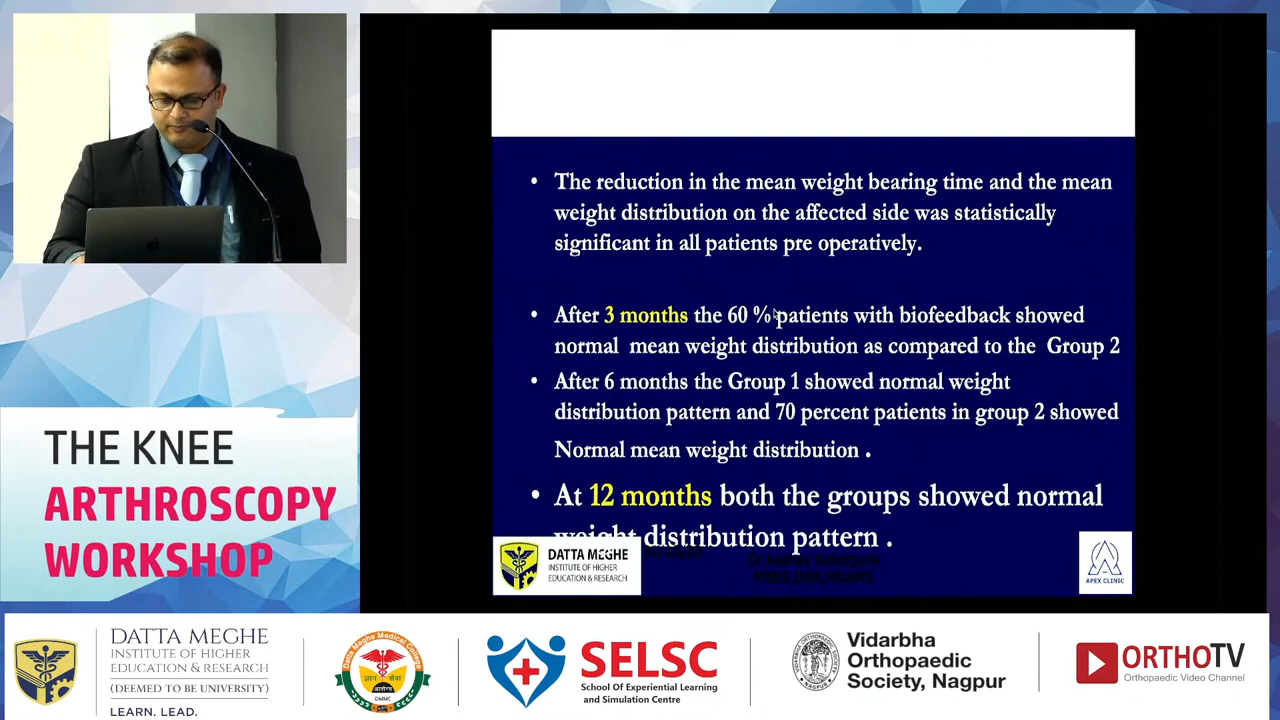 • The reduction in the mean weight bearing time and the mean
weight distribution on the affected side was statistically
significant in all patients pre operatively.
• After 3 months the 60 % patients with biofeedback showed
normal mean weight distribution as compared to the Group 2
• After 6 months the Group 1 showed normal weight
distribution pattern and 70 percent patients in group 2 showed
Normal mean weight distribution .
• At 12 months both the groups showed normal
weight distribution pattern .
DATTA MEGHE
INSTITUTE OF HIGHER
EDUCATION & RESEARCH
APEX CLINIC
THE KNEE
ARTHROSCOPY
WORKSHOP
DATTA MEGHE
INSTITUTE OF HIGHER
EDUCATION & RESEARCH
(DEEMED TO BE UNIVERSITY)
LEARN. LEAD.
Datta Meghe Medical College
DMMC
SELSC
School Of Experiential Learning
and Simulation Centre
Vidarbha
Orthopaedic
Society, Nagpur
ORTHOTV
Orthopaedic Video Channel